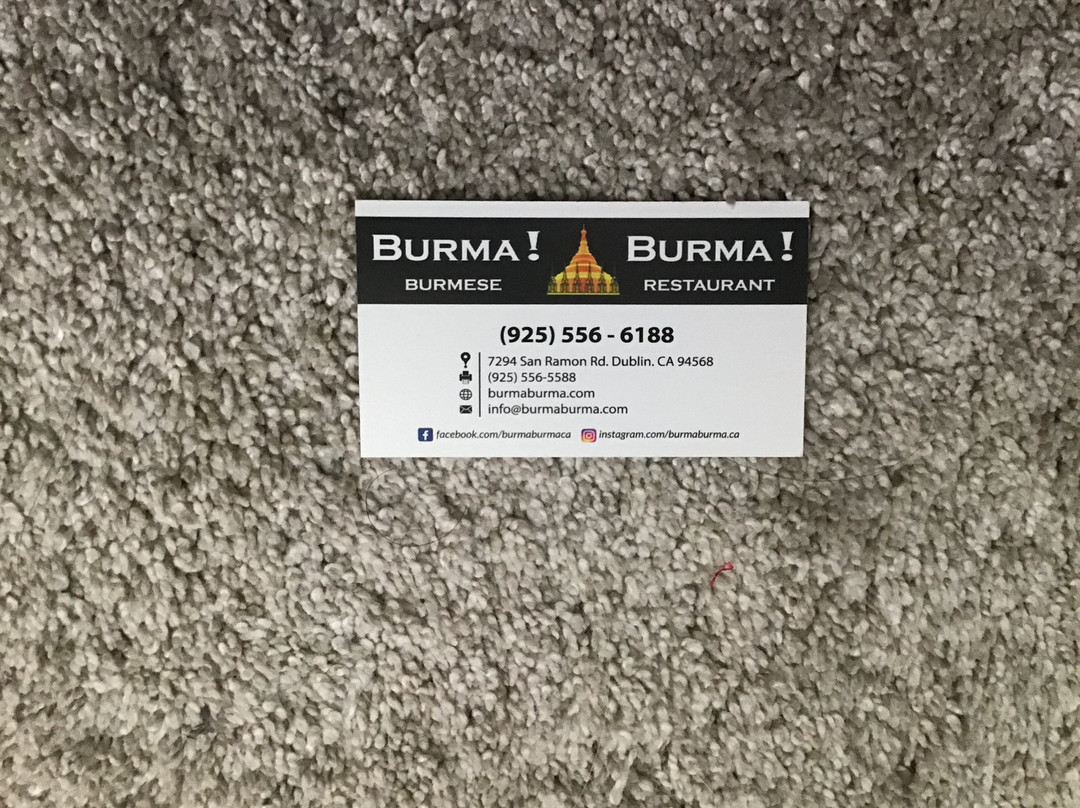 BURMA! BURMA!
BURMESE RESTAURANT
(925) 556 - 6188
7294 San Ramon Rd. Dublin. CA 94568
(925) 556-5588
burmaburma.com
info@burmaburma.com
facebook.com/burmaburmaca instagram.com/burmaburma.ca